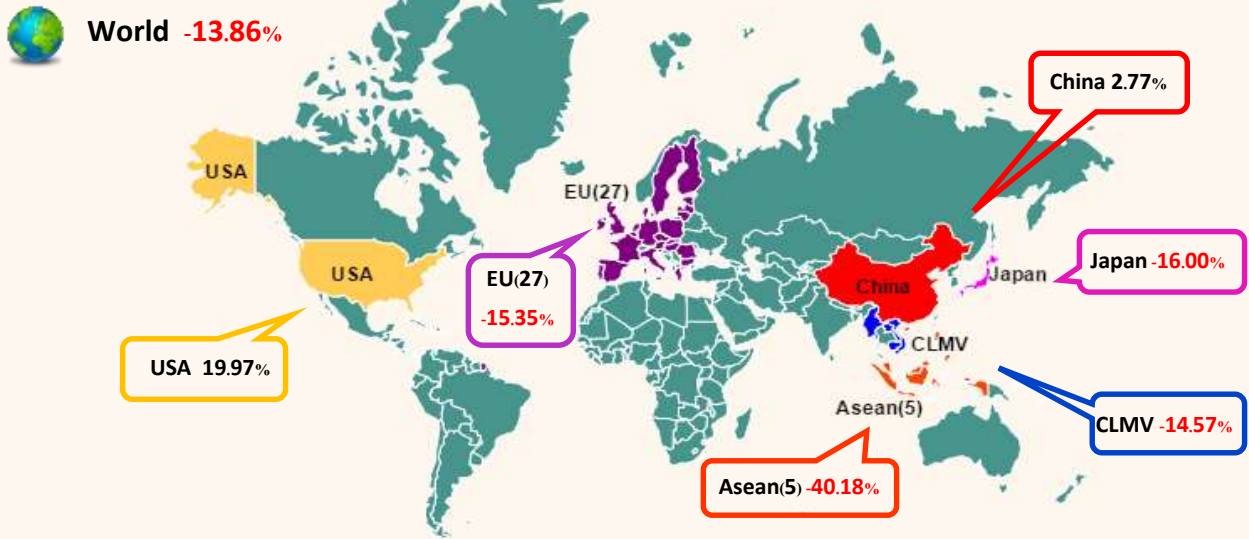 World -13.86%
China 2.77%
USA
EU(27)
USA
EU(27)
-15.35%
China
Japan
Japan -16.00%
CLMV
USA 19.97%
Asean(5)
CLMV -14.57%
Asean(5) -40.18%